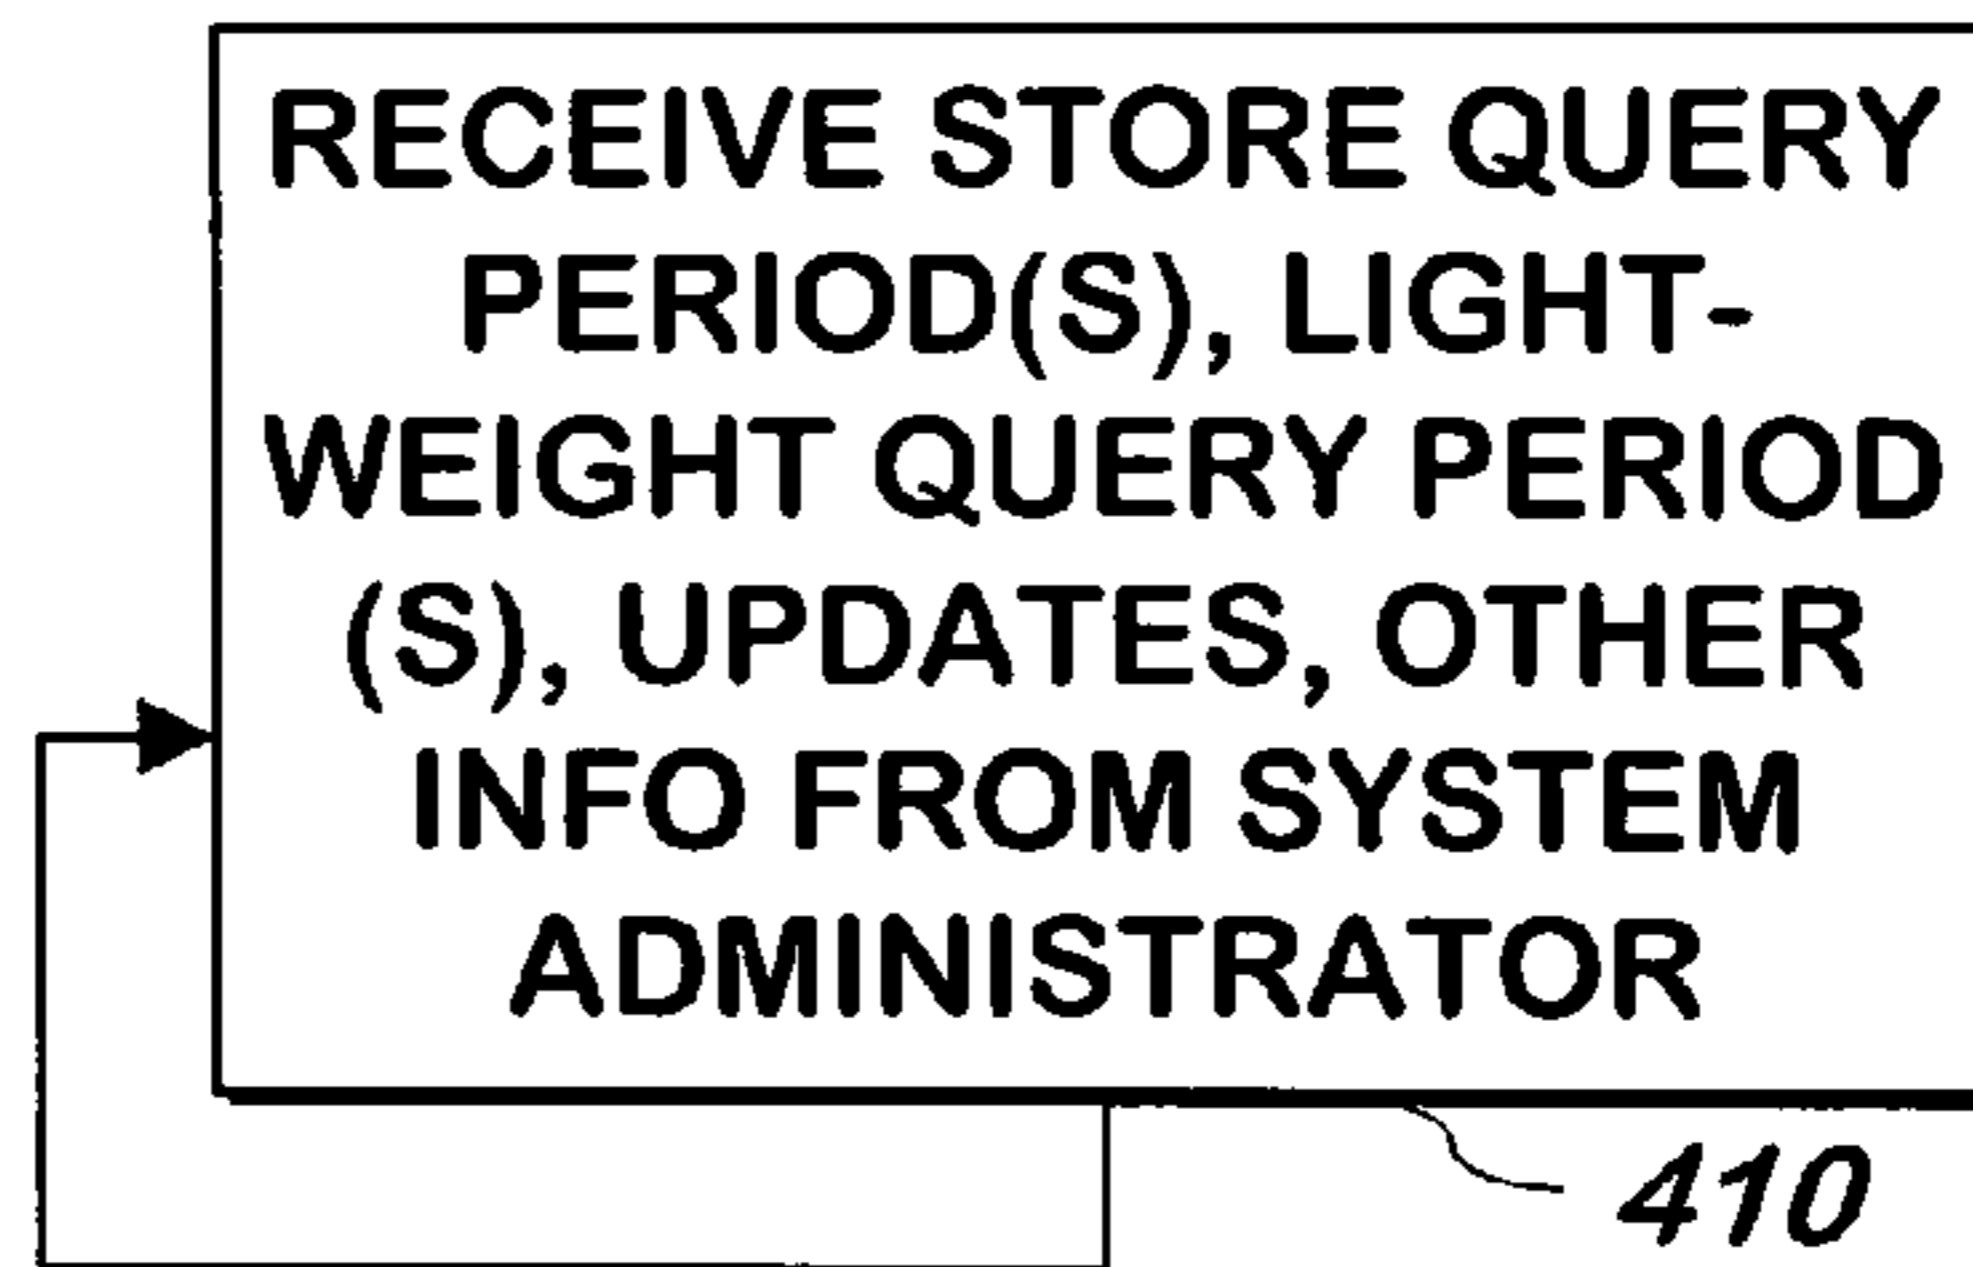 RECEIVE STORE QUERY
PERIOD(S), LIGHT-
WEIGHT QUERY PERIOD
(S), UPDATES, OTHER
INFO FROM SYSTEM
ADMINISTRATOR
410